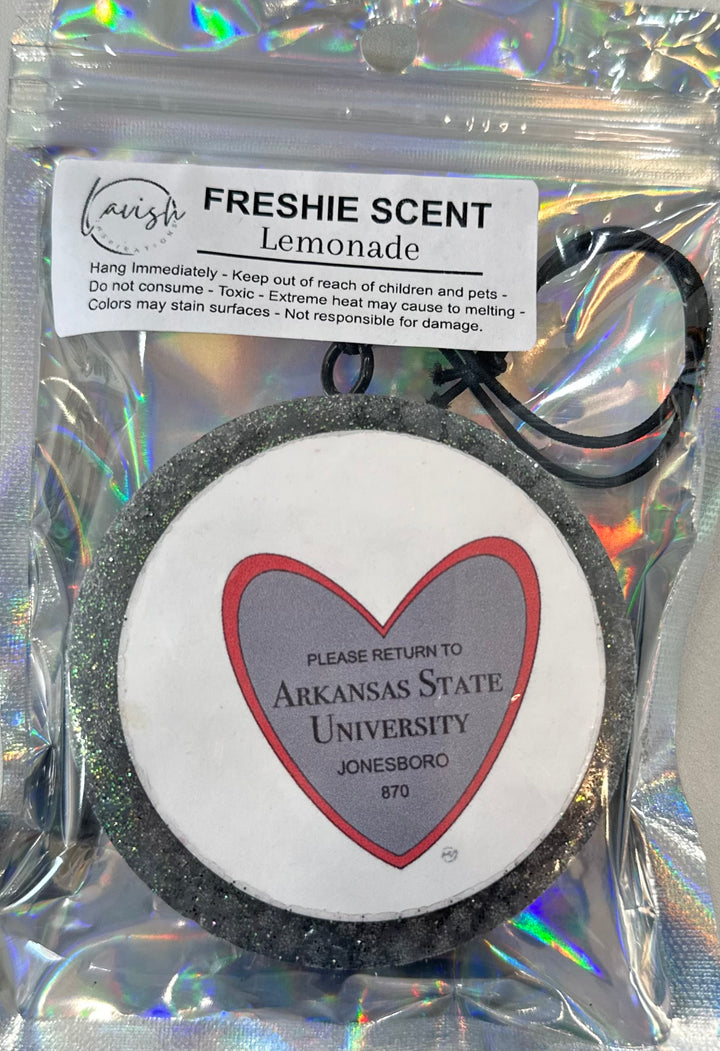 Lavish
INSPIRATIONS
FRESHIE SCENT
Lemonade
Hang Immediately - Keep out of reach of children and pets -
Do not consume - Toxic - Extreme heat may cause to melting -
Colors may stain surfaces - Not responsible for damage.
PLEASE RETURN TO
ARKANSAS STATE
UNIVERSITY
JONESBORO
870